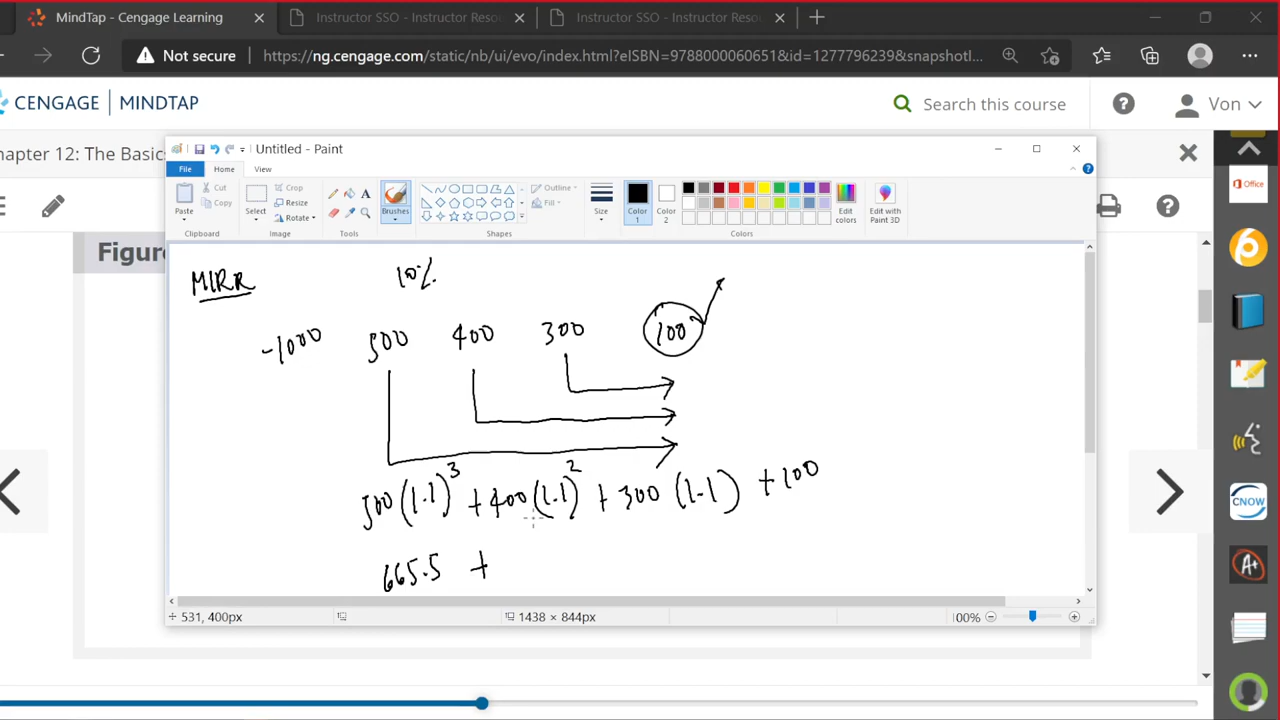 MindTap - Cengage Learning
Instructor SSO - Instructor Reso
Instructor SSO - Instructor Reso
Not secure
https://ng.cengage.com/static/nb/ui/evo/index.html?eISBN=9788000060651&id=1277796239&snapshotI...
CENGAGE MINDTAP
Search this course
Von
hapter 12: The Basic
Untitled - Paint
File Home View
Paste
Cut
Copy
Select
Crop
Resize
Rotate
Brushes
Outline
Fill
Size
Color 1
Color 2
Edit colors
Edit with Paint 3D
Clipboard Image Tools Shapes Colors
Office
Figure
MIRR 10%
-1000 500 400 300 100
500(1.1)^3 + 400(1.1)^2 + 300 (1.1) + 100
665.5 +
CNOW
A+
531, 400px
1438 × 844px
100%